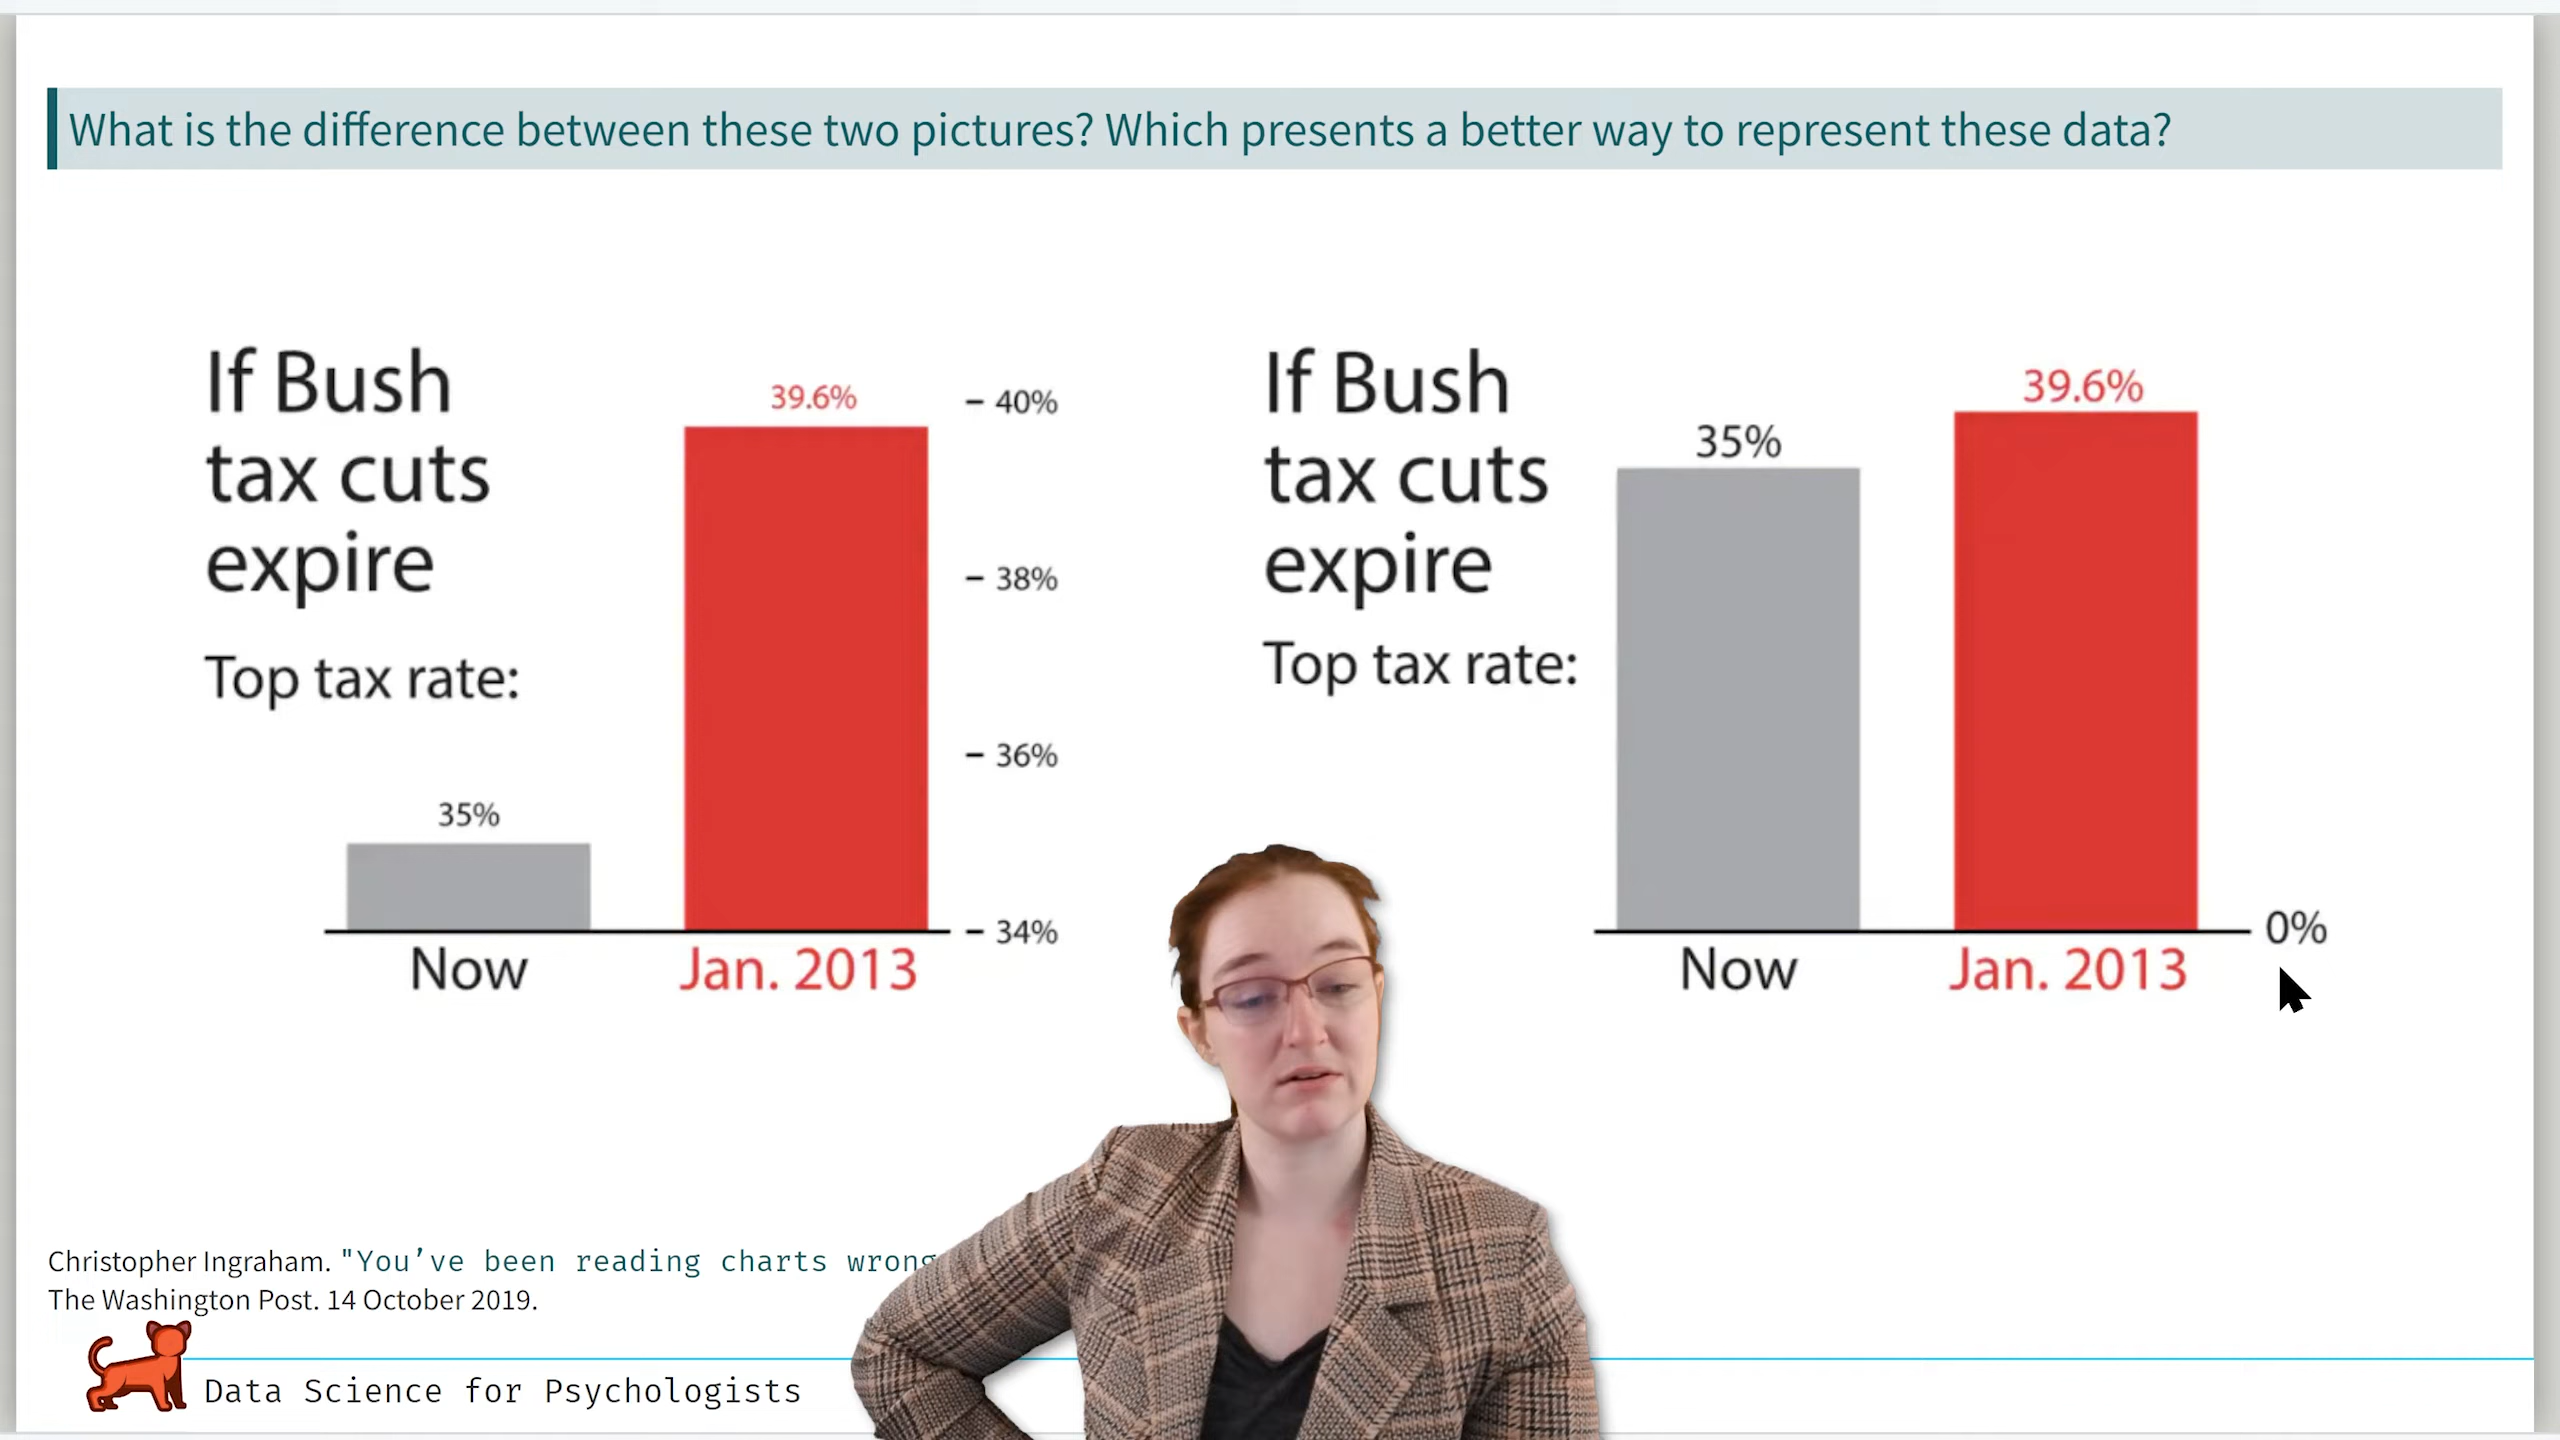 What is the difference between these two pictures? Which presents a better way to represent these data?
If Bush
tax cuts
expire
Top tax rate:
39.6%
35%
40%
38%
36%
34%
Now
Jan. 2013
If Bush
tax cuts
expire
Top tax rate:
35%
39.6%
0%
Now
Jan. 2013
Christopher Ingraham. "You’ve been reading charts wrong
The Washington Post. 14 October 2019.
Data Science for Psychologists